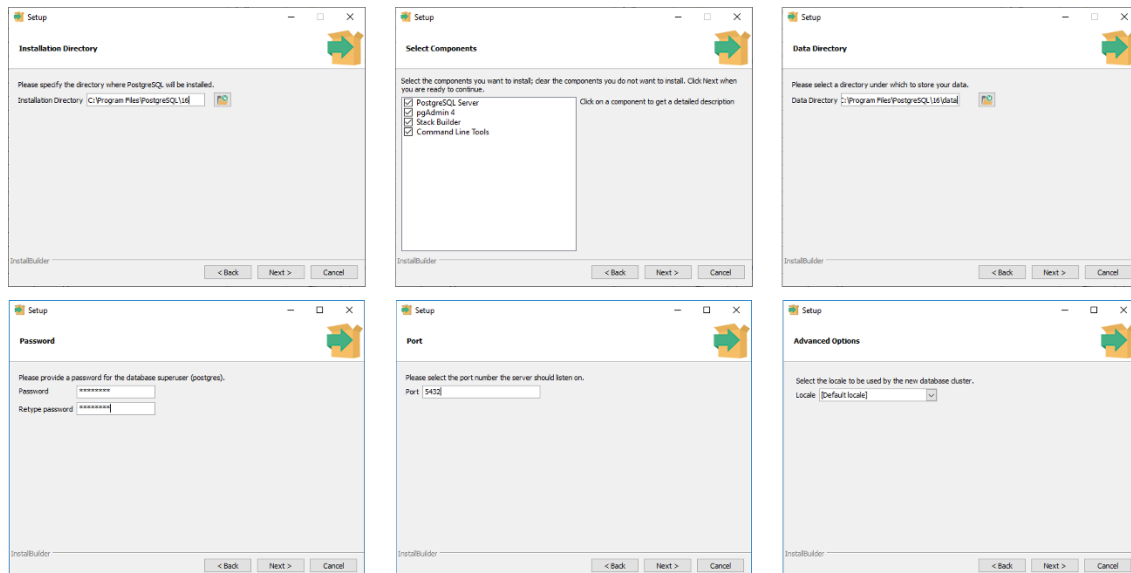 Setup
Installation Directory
Please specify the directory where PostgreSQL will be installed.
Installation Directory C:\Program Files\PostgreSQL\16
InstallBuilder
< Back Next > Cancel
Setup
Select Components
Select the components you want to install; clear the components you do not want to install. Click Next when
you are ready to continue.
PostgreSQL Server
pgAdmin 4
Stack Builder
Command Line Tools
Click on a component to get a detailed description
InstallBuilder
< Back Next > Cancel
Setup
Data Directory
Please select a directory under which to store your data.
Data Directory :\Program Files\PostgreSQL\16\data
InstallBuilder
< Back Next > Cancel
Setup
Password
Please provide a password for the database superuser (postgres).
Password ********
Retype password ********
InstallBuilder
< Back Next > Cancel
Setup
Port
Please select the port number the server should listen on.
Port 5432
InstallBuilder
< Back Next > Cancel
Setup
Advanced Options
Select the locale to be used by the new database cluster.
Locale [Default locale]
InstallBuilder
< Back Next > Cancel